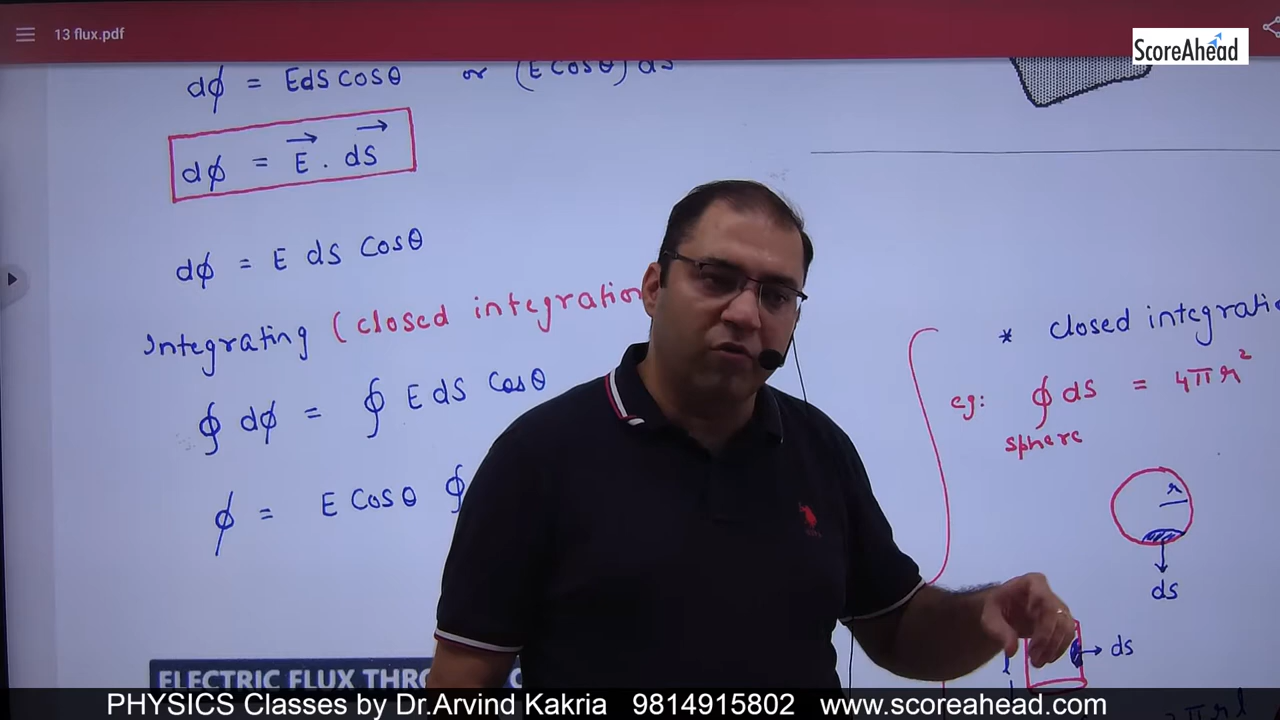 13 flux.pdf
ScoreAhead
dϕ = Eds cosθ or (E cosθ) ds
dϕ = E⃗ . ds⃗
dϕ = E ds Cosθ
Integrating (closed integration
∮ dϕ = ∮ E ds Cosθ
ϕ = E Cosθ ∮
* closed integratio
eg: ∮ ds = 4πr²
sphere
r
ds
ds
l
2πrl
ELECTRIC FLUX THRO
PHYSICS Classes by Dr.Arvind Kakria 9814915802 www.scoreahead.com